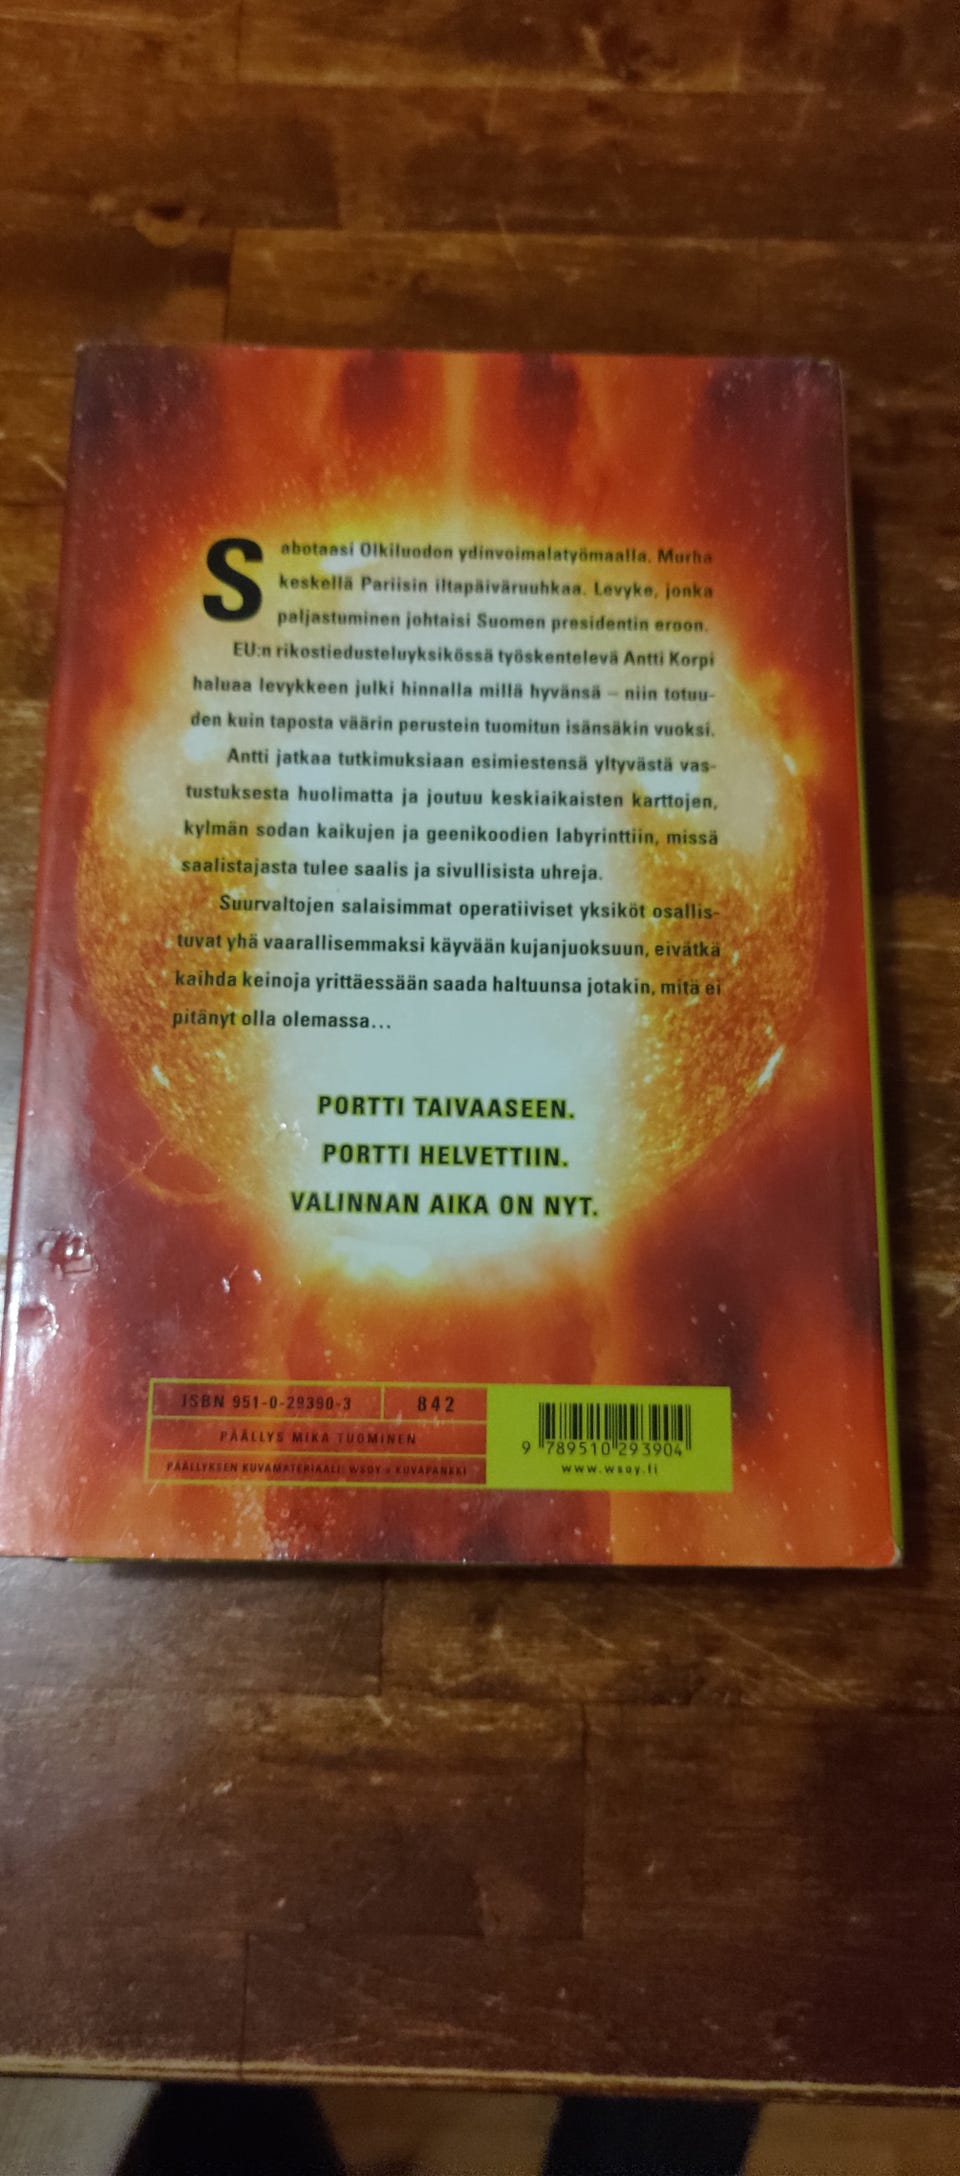 Sabotaasi Olkiluodon ydinvoimalatyömaalla. Murha
keskellä Pariisin iltapäiväruuhkaa. Levyke, jonka
paljastuminen johtaisi Suomen presidentin eroon.
EU:n rikostiedusteluyksikössä työskentelevä Antti Korpi
haluaa levykkeen julki hinnalla millä hyvänsä – niin totuu-
den kuin taposta väärin perustein tuomitun isänsäkin vuoksi.
Antti jatkaa tutkimuksiaan esimiestensä yltyvästä vas-
tustuksesta huolimatta ja joutuu keskiaikaisten karttojen,
kylmän sodan kaikujen ja geenikoodien labyrinttiin, missä
saalistajasta tulee saalis ja sivullisista uhreja.
Suurvaltojen salaisimmat operatiiviset yksiköt osallis-
tuvat yhä vaarallisemmaksi käyvään kujanjuoksuun, eivätkä
kaihda keinoja yrittäessään saada haltuunsa jotakin, mitä ei
pitänyt olla olemassa...
PORTTI TAIVAASEEN.
PORTTI HELVETTIIN.
VALINNAN AIKA ON NYT.
ISBN 951-0-29390-3 842
PÄÄLLYS MIKA TUOMINEN
PÄÄLLYKSEN KUVAMATERIAALI: WSOY:n KUVAPANKKI
9 789510 293904
www.wsoy.fi